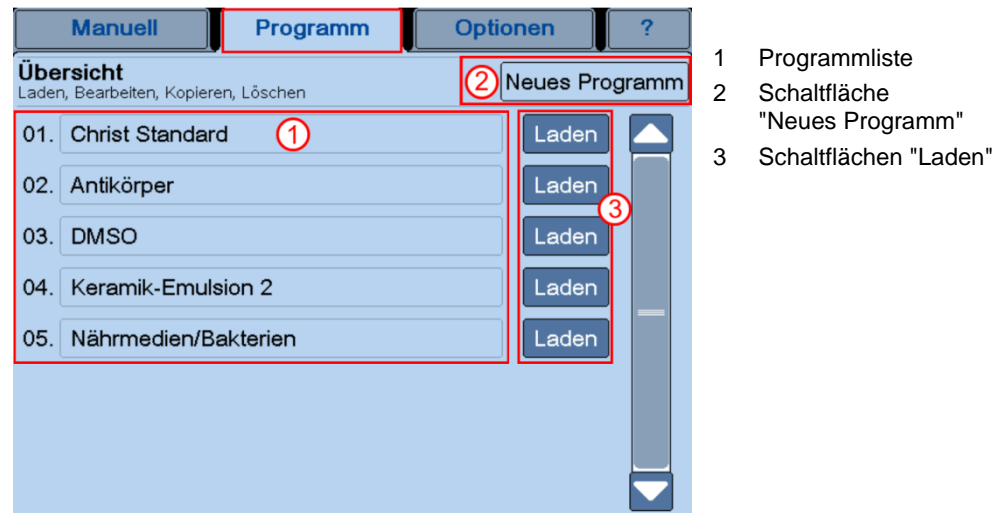 Manuell Programm Optionen ?
Übersicht
Laden, Bearbeiten, Kopieren, Löschen
2 Neues Programm
01. Christ Standard 1 Laden
02. Antikörper Laden
3
03. DMSO Laden
04. Keramik-Emulsion 2 Laden
05. Nährmedien/Bakterien Laden
1 Programmliste
2 Schaltfläche
"Neues Programm"
3 Schaltflächen "Laden"